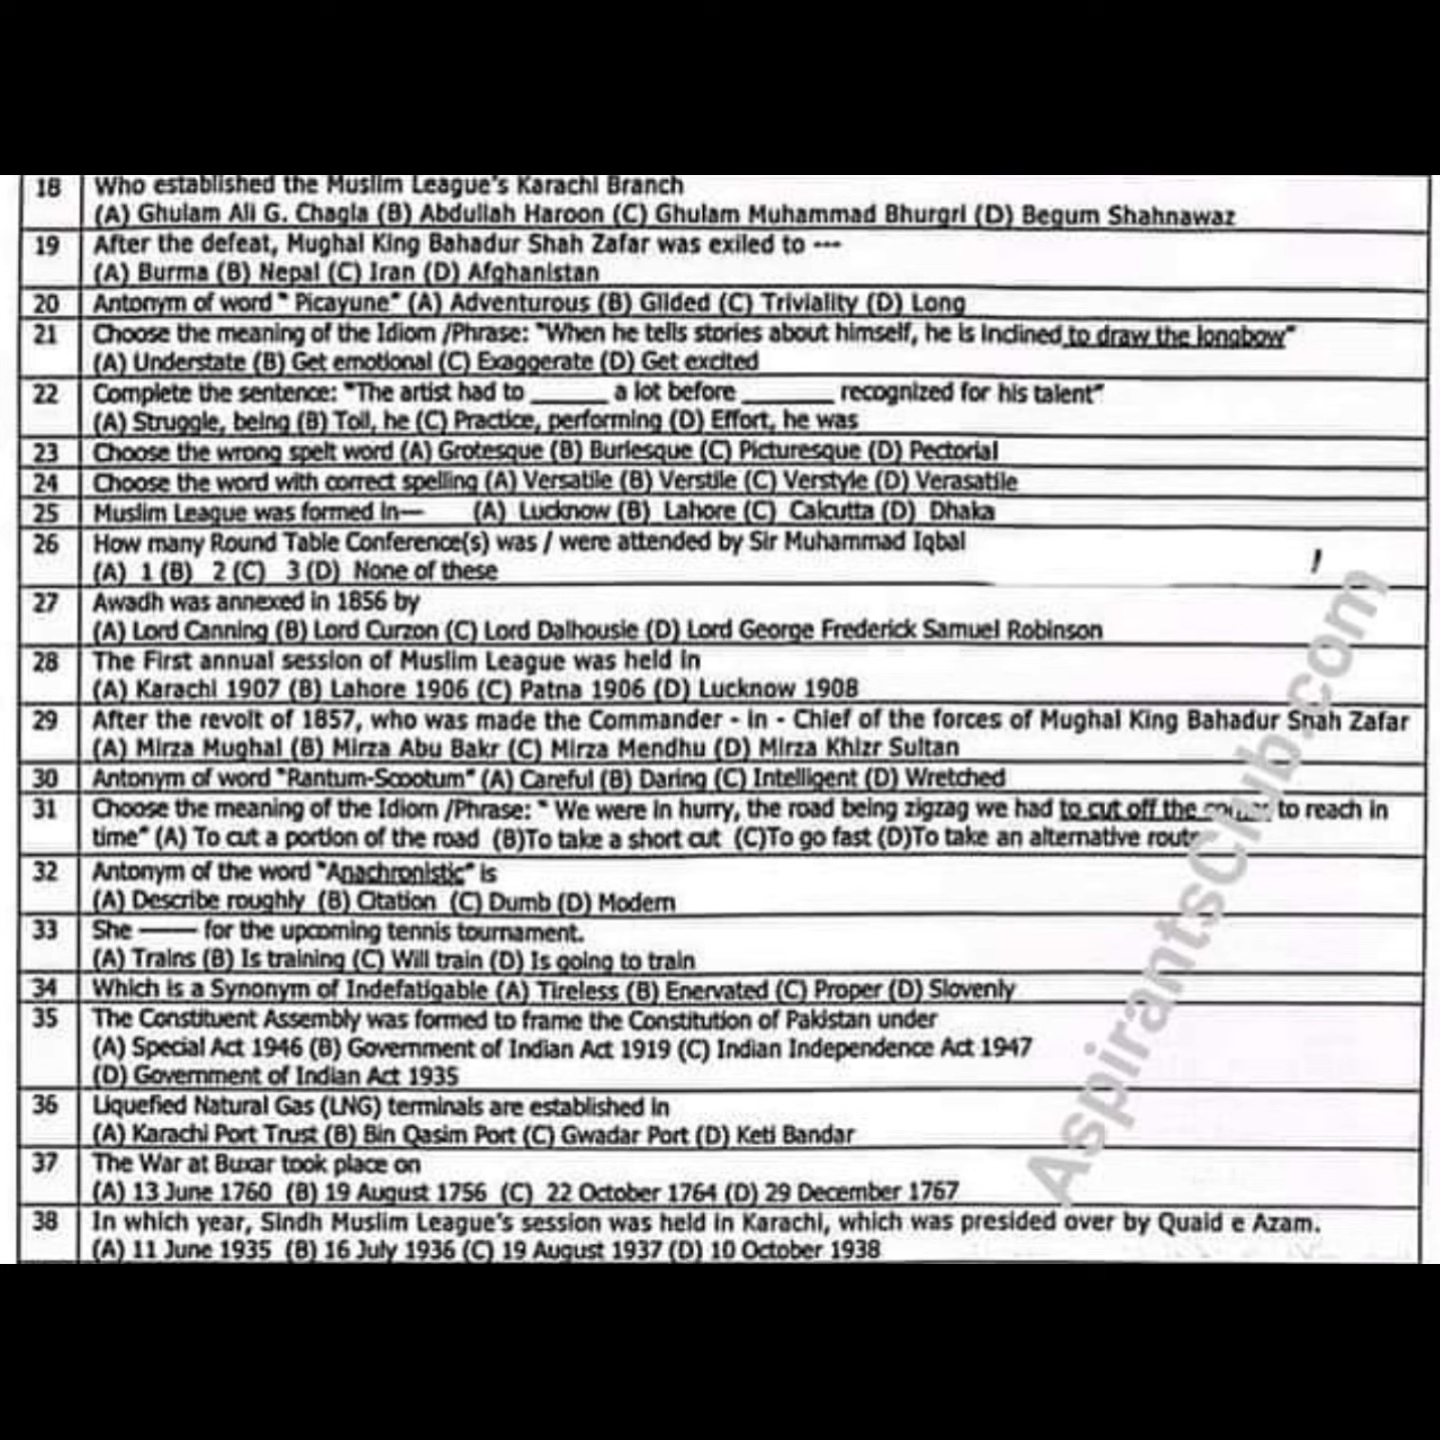 18 Who established the Muslim League's Karachi Branch
(A) Ghulam Ali G. Chagla (B) Abdullah Haroon (C) Ghulam Muhammad Bhurgri (D) Begum Shahnawaz
19 After the defeat, Mughal King Bahadur Shah Zafar was exiled to ---
(A) Burma (B) Nepal (C) Iran (D) Afghanistan
20 Antonym of word " Picayune" (A) Adventurous (B) Gilded (C) Triviality (D) Long
21 Choose the meaning of the Idiom /Phrase: "When he tells stories about himself, he is inclined to draw the longbow"
(A) Understate (B) Get emotional (C) Exaggerate (D) Get excited
22 Complete the sentence: "The artist had to ______ a lot before _______ recognized for his talent"
(A) Struggle, being (B) Toil, he (C) Practice, performing (D) Effort, he was
23 Choose the wrong spelt word (A) Grotesque (B) Burlesque (C) Picturesque (D) Pectorial
24 Choose the word with correct spelling (A) Versatile (B) Verstile (C) Verstyle (D) Verasatile
25 Muslim League was formed in— (A) Lucknow (B) Lahore (C) Calcutta (D) Dhaka
26 How many Round Table Conference(s) was / were attended by Sir Muhammad Iqbal
(A) 1 (B) 2 (C) 3 (D) None of these
27 Awadh was annexed in 1856 by
(A) Lord Canning (B) Lord Curzon (C) Lord Dalhousie (D) Lord George Frederick Samuel Robinson
28 The First annual session of Muslim League was held in
(A) Karachi 1907 (B) Lahore 1906 (C) Patna 1906 (D) Lucknow 1908
29 After the revolt of 1857, who was made the Commander - in - Chief of the forces of Mughal King Bahadur Shah Zafar
(A) Mirza Mughal (B) Mirza Abu Bakr (C) Mirza Mendhu (D) Mirza Khizr Sultan
30 Antonym of word "Rantum-Scootum" (A) Careful (B) Daring (C) Intelligent (D) Wretched
31 Choose the meaning of the Idiom /Phrase: " We were in hurry, the road being zigzag we had to cut off the to reach in
time" (A) To cut a portion of the road (B)To take a short cut (C)To go fast (D)To take an alternative route
32 Antonym of the word "Anachronistic" is
(A) Describe roughly (B) Citation (C) Dumb (D) Modern
33 She —— for the upcoming tennis tournament.
(A) Trains (B) Is training (C) Will train (D) Is going to train
34 Which is a Synonym of Indefatigable (A) Tireless (B) Enervated (C) Proper (D) Slovenly
35 The Constituent Assembly was formed to frame the Constitution of Pakistan under
(A) Special Act 1946 (B) Government of Indian Act 1919 (C) Indian Independence Act 1947
(D) Government of Indian Act 1935
36 Liquefied Natural Gas (LNG) terminals are established in
(A) Karachi Port Trust (B) Bin Qasim Port (C) Gwadar Port (D) Keti Bandar
37 The War at Buxar took place on
(A) 13 June 1760 (B) 19 August 1756 (C) 22 October 1764 (D) 29 December 1767
38 In which year, Sindh Muslim League's session was held in Karachi, which was presided over by Quaid e Azam.
(A) 11 June 1935 (B) 16 July 1936 (C) 19 August 1937 (D) 10 October 1938
AspirantsClub.com